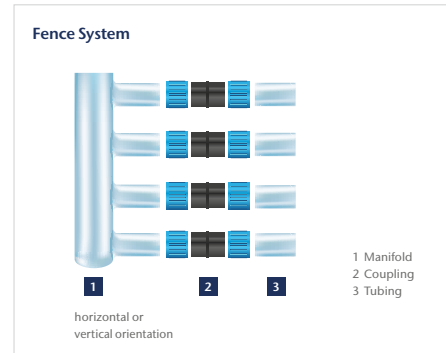 Fence System
1 2 3
1 Manifold
2 Coupling
3 Tubing
horizontal or
vertical orientation